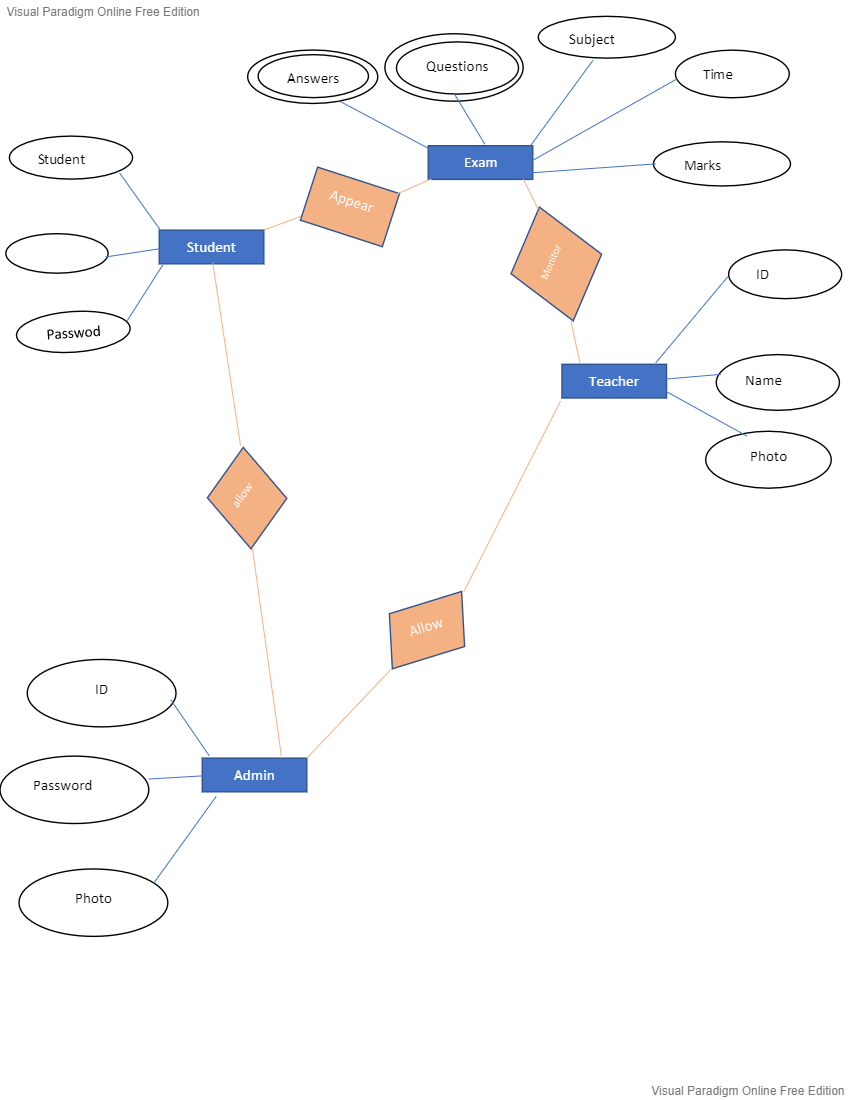 Visual Paradigm Online Free Edition
Subject
Answers
Questions
Time
Exam
Marks
Student
Appear
Student
Monitor
ID
Passwod
Teacher
Name
Photo
allow
Allow
ID
Admin
Password
Photo
Visual Paradigm Online Free Edition